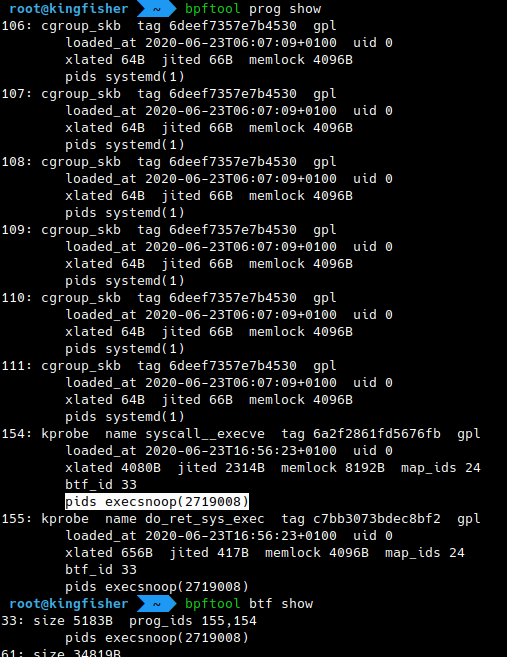 root@kingfisher ~ bpftool prog show
106: cgroup_skb tag 6deef7357e7b4530 gpl
loaded_at 2020-06-23T06:07:09+0100 uid 0
xlated 64B jited 66B memlock 4096B
pids systemd(1)
107: cgroup_skb tag 6deef7357e7b4530 gpl
loaded_at 2020-06-23T06:07:09+0100 uid 0
xlated 64B jited 66B memlock 4096B
pids systemd(1)
108: cgroup_skb tag 6deef7357e7b4530 gpl
loaded_at 2020-06-23T06:07:09+0100 uid 0
xlated 64B jited 66B memlock 4096B
pids systemd(1)
109: cgroup_skb tag 6deef7357e7b4530 gpl
loaded_at 2020-06-23T06:07:09+0100 uid 0
xlated 64B jited 66B memlock 4096B
pids systemd(1)
110: cgroup_skb tag 6deef7357e7b4530 gpl
loaded_at 2020-06-23T06:07:09+0100 uid 0
xlated 64B jited 66B memlock 4096B
pids systemd(1)
111: cgroup_skb tag 6deef7357e7b4530 gpl
loaded_at 2020-06-23T06:07:09+0100 uid 0
xlated 64B jited 66B memlock 4096B
pids systemd(1)
154: kprobe name syscall__execve tag 6a2f2861fd5676fb gpl
loaded_at 2020-06-23T16:56:23+0100 uid 0
xlated 4080B jited 2314B memlock 8192B map_ids 24
btf_id 33
pids execsnoop(2719008)
155: kprobe name do_ret_sys_exec tag c7bb3073bdec8bf2 gpl
loaded_at 2020-06-23T16:56:23+0100 uid 0
xlated 656B jited 417B memlock 4096B map_ids 24
btf_id 33
pids execsnoop(2719008)
root@kingfisher ~ bpftool btf show
33: size 5183B prog_ids 155,154
pids execsnoop(2719008)
61: size 34819B